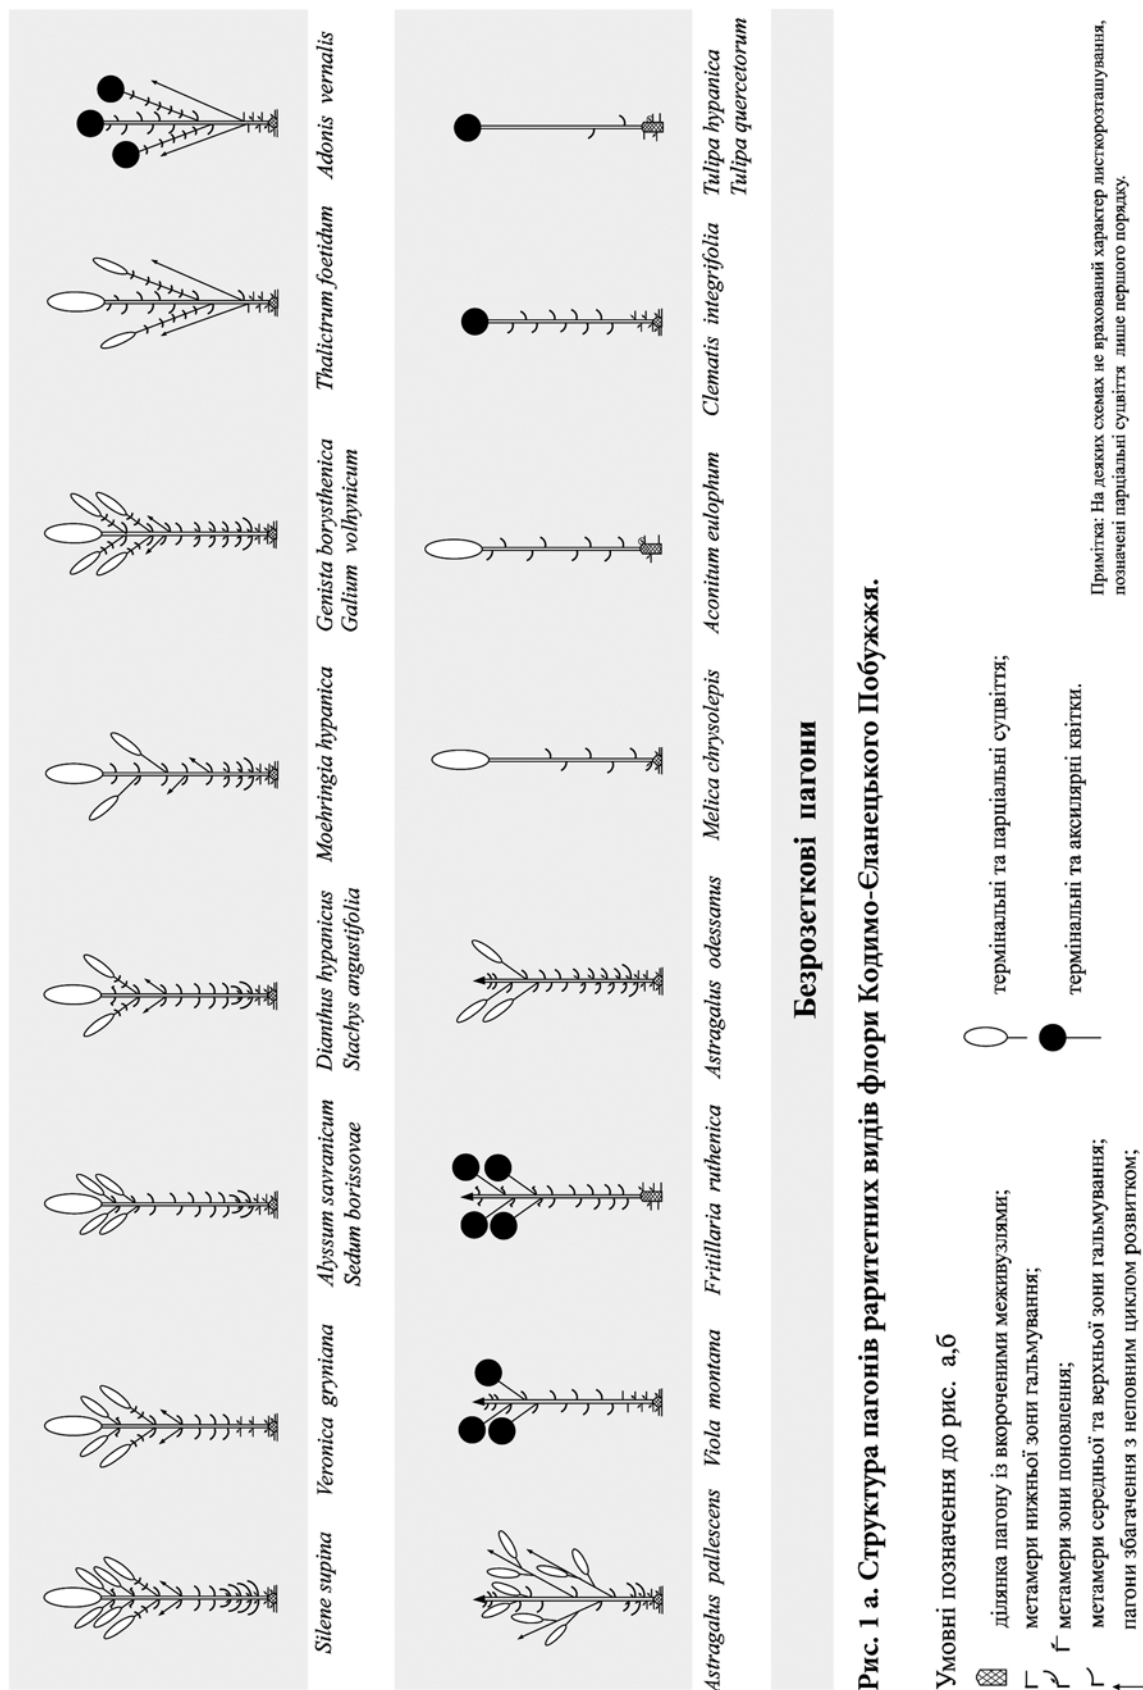 Silene supina
Veronica gryniana
Alyssum savranicum
Sedum borissovae
Dianthus hypanicus
Stachys angustifolia
Moehringia hypanica
Genista borysthenica
Galium volhynicum
Thalictrum foetidum
Adonis vernalis
Astragalus pallescens
Viola montana
Fritillaria ruthenica
Astragalus odessanus
Melica chrysolepis
Aconitum eulophum
Clematis integrifolia
Tulipa hypanica
Tulipa quercetorum
Безрозеткові пагони
Рис. 1 а. Структура пагонів раритетних видів флори Кодимо-Єланецького Побужжя.
Умовні позначення до рис. а,б
ділянка пагону із вкороченими меживузлями;
метамери нижньої зони гальмування;
метамери зони поновлення;
метамери середньої та верхньої зони гальмування;
пагони збагачення з неповним циклом розвитком;
термінальні та парціальні суцвіття;
термінальні та аксилярні квітки.
Примітка: На деяких схемах не врахований характер листкорозташування,
позначені парціальні суцвіття лише першого порядку.